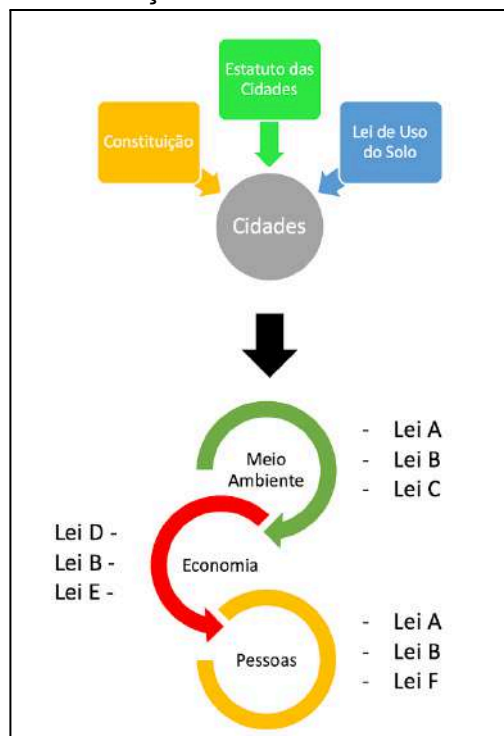 Estatuto das
Cidades
Constituição
Lei de Uso
do Solo
Cidades
Meio
Ambiente
- Lei A
- Lei B
- Lei C
Lei D -
Lei B -
Lei E -
Economia
Pessoas
- Lei A
- Lei B
- Lei F